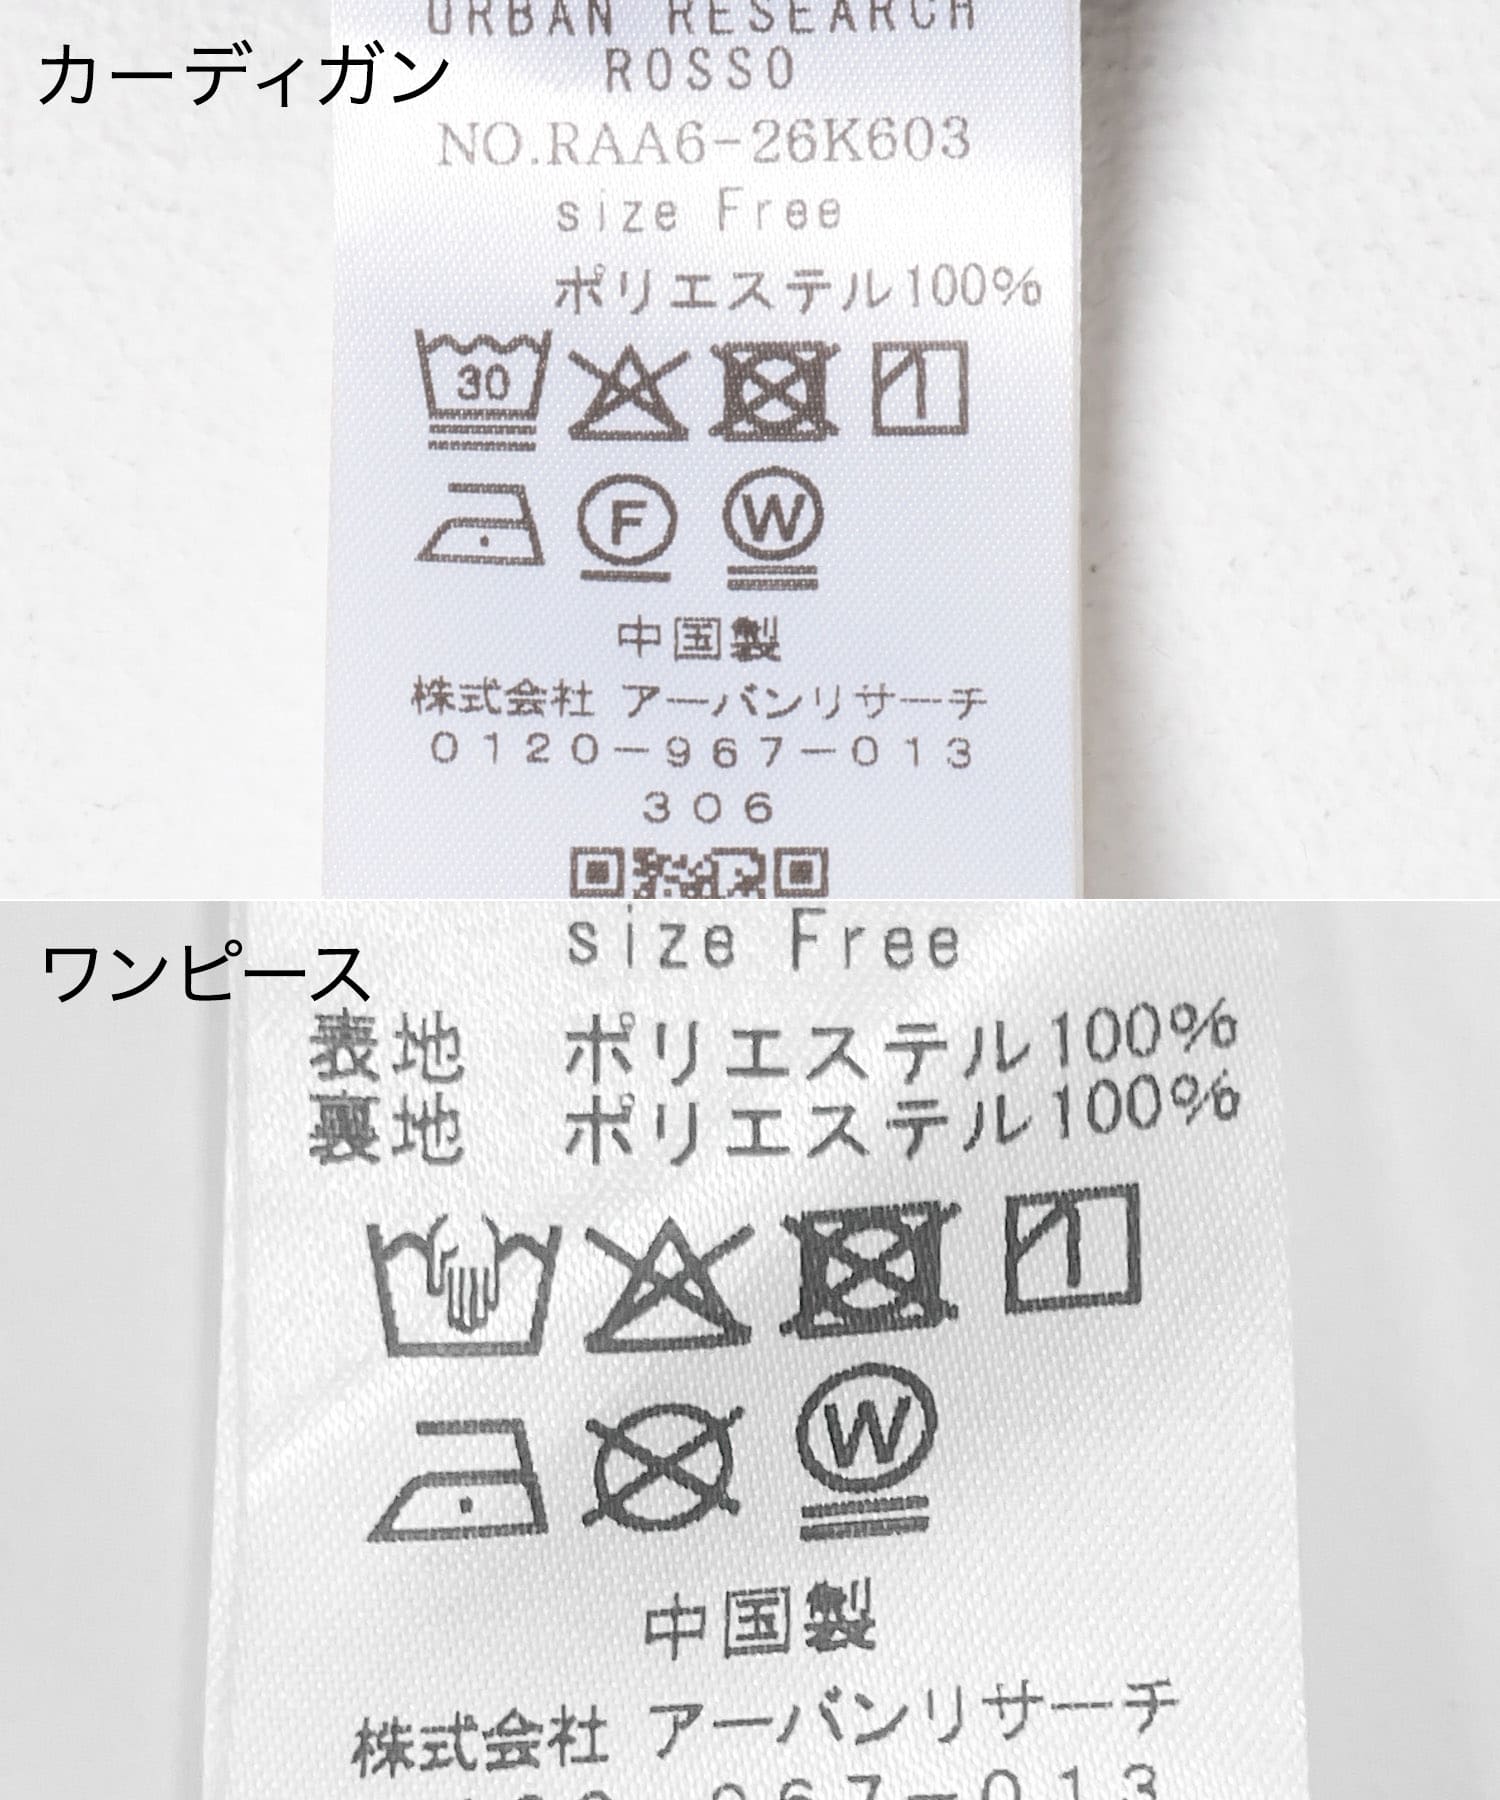 カーディガン
URBAN RESEARCH
ROSSO
NO.RAA6-26K603
size Free
ポリエステル100%
30
F W
中国製
株式会社 アーバンリサーチ
0120-967-013
306
ワンピース
size Free
表地 ポリエステル100%
裏地 ポリエステル100%
W
中国製
株式会社 アーバンリサーチ
967-013